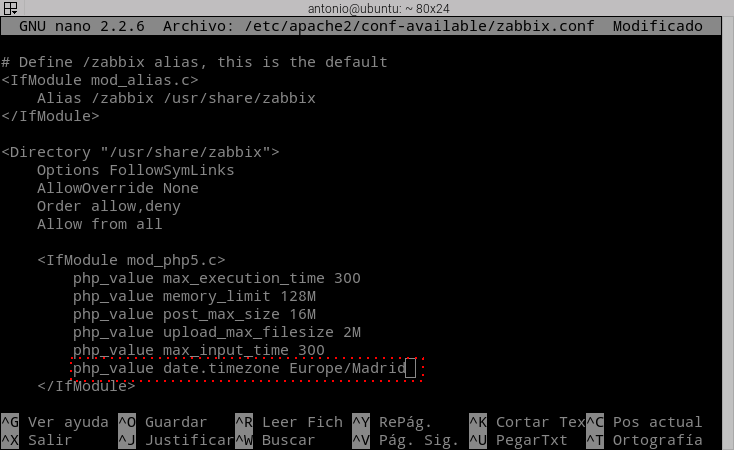 antonio@ubuntu: ~ 80x24
GNU nano 2.2.6 Archivo: /etc/apache2/conf-available/zabbix.conf Modificado
# Define /zabbix alias, this is the default
<IfModule mod_alias.c>
    Alias /zabbix /usr/share/zabbix
</IfModule>
<Directory "/usr/share/zabbix">
    Options FollowSymLinks
    AllowOverride None
    Order allow,deny
    Allow from all
    <IfModule mod_php5.c>
        php_value max_execution_time 300
        php_value memory_limit 128M
        php_value post_max_size 16M
        php_value upload_max_filesize 2M
        php_value max_input_time 300
        php_value date.timezone Europe/Madrid
    </IfModule>
^G Ver ayuda ^O Guardar ^R Leer Fich ^Y RePág. ^K Cortar Tex ^C Pos actual
^X Salir ^J Justificar ^W Buscar ^V Pág. Sig. ^U PegarTxt ^T Ortografía